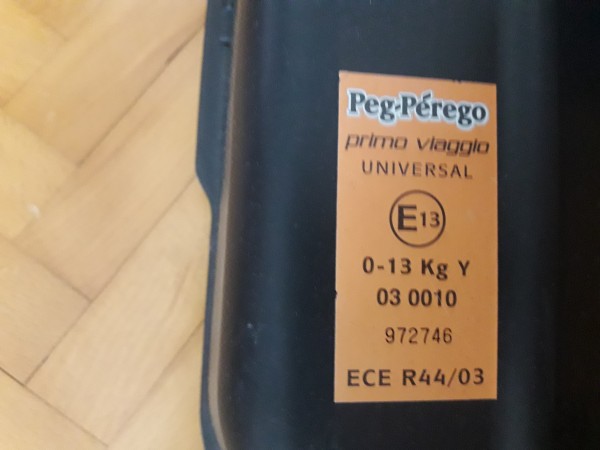 Peg-Pérego
primo viaggio
UNIVERSAL
E13
0-13 Kg Y
03 0010
972746
ECE R44/03